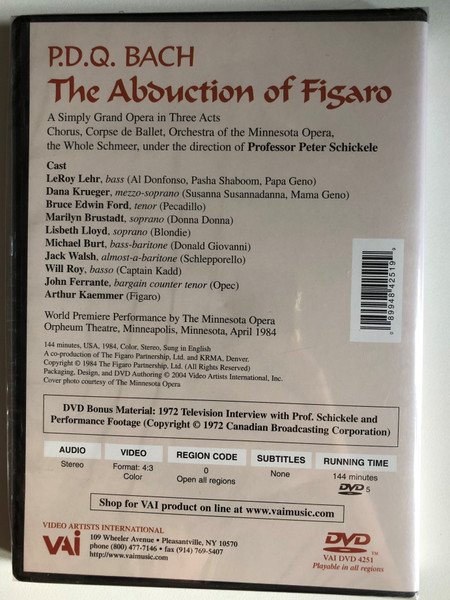 P.D.Q. BACH
The Abduction of Figaro
A Simply Grand Opera in Three Acts
Chorus, Corpse de Ballet, Orchestra of the Minnesota Opera,
the Whole Schmeer, under the direction of Professor Peter Schickele
Cast
LeRoy Lehr, bass (Al Donfonso, Pasha Shaboom, Papa Geno)
Dana Krueger, mezzo-soprano (Susanna Susannadanna, Mama Geno)
Bruce Edwin Ford, tenor (Pecadillo)
Marilyn Brustadt, soprano (Donna Donna)
Lisbeth Lloyd, soprano (Blondie)
Michael Burt, bass-baritone (Donald Giovanni)
Jack Walsh, almost-a-baritone (Schlepporello)
Will Roy, basso (Captain Kadd)
John Ferrante, bargain counter tenor (Opec)
Arthur Kaemmer (Figaro)
World Premiere Performance by The Minnesota Opera
Orpheum Theatre, Minneapolis, Minnesota, April 1984
144 minutes, USA, 1984, Color, Stereo, Sung in English
A co-production of The Figaro Partnership, Ltd. and KRMA, Denver.
Copyright © 1984 The Figaro Partnership, Ltd. (All Rights Reserved)
Packaging, Design, and DVD Authoring © 2004 Video Artists International, Inc.
Cover photo courtesy of The Minnesota Opera
0 89948 42519 3
DVD Bonus Material: 1972 Television Interview with Prof. Schickele and
Performance Footage (Copyright © 1972 Canadian Broadcasting Corporation)
AUDIO VIDEO REGION CODE SUBTITLES RUNNING TIME
Stereo Format: 4:3 0 None 144 minutes
Color Open all regions DVD 5
Shop for VAI product on line at www.vaimusic.com
VIDEO ARTISTS INTERNATIONAL
VAI
109 Wheeler Avenue • Pleasantville, NY 10570
phone (800) 477-7146 • fax (914) 769-5407
http://www.vaimusic.com
DVD
TM
VAI DVD 4251
Playable in all regions